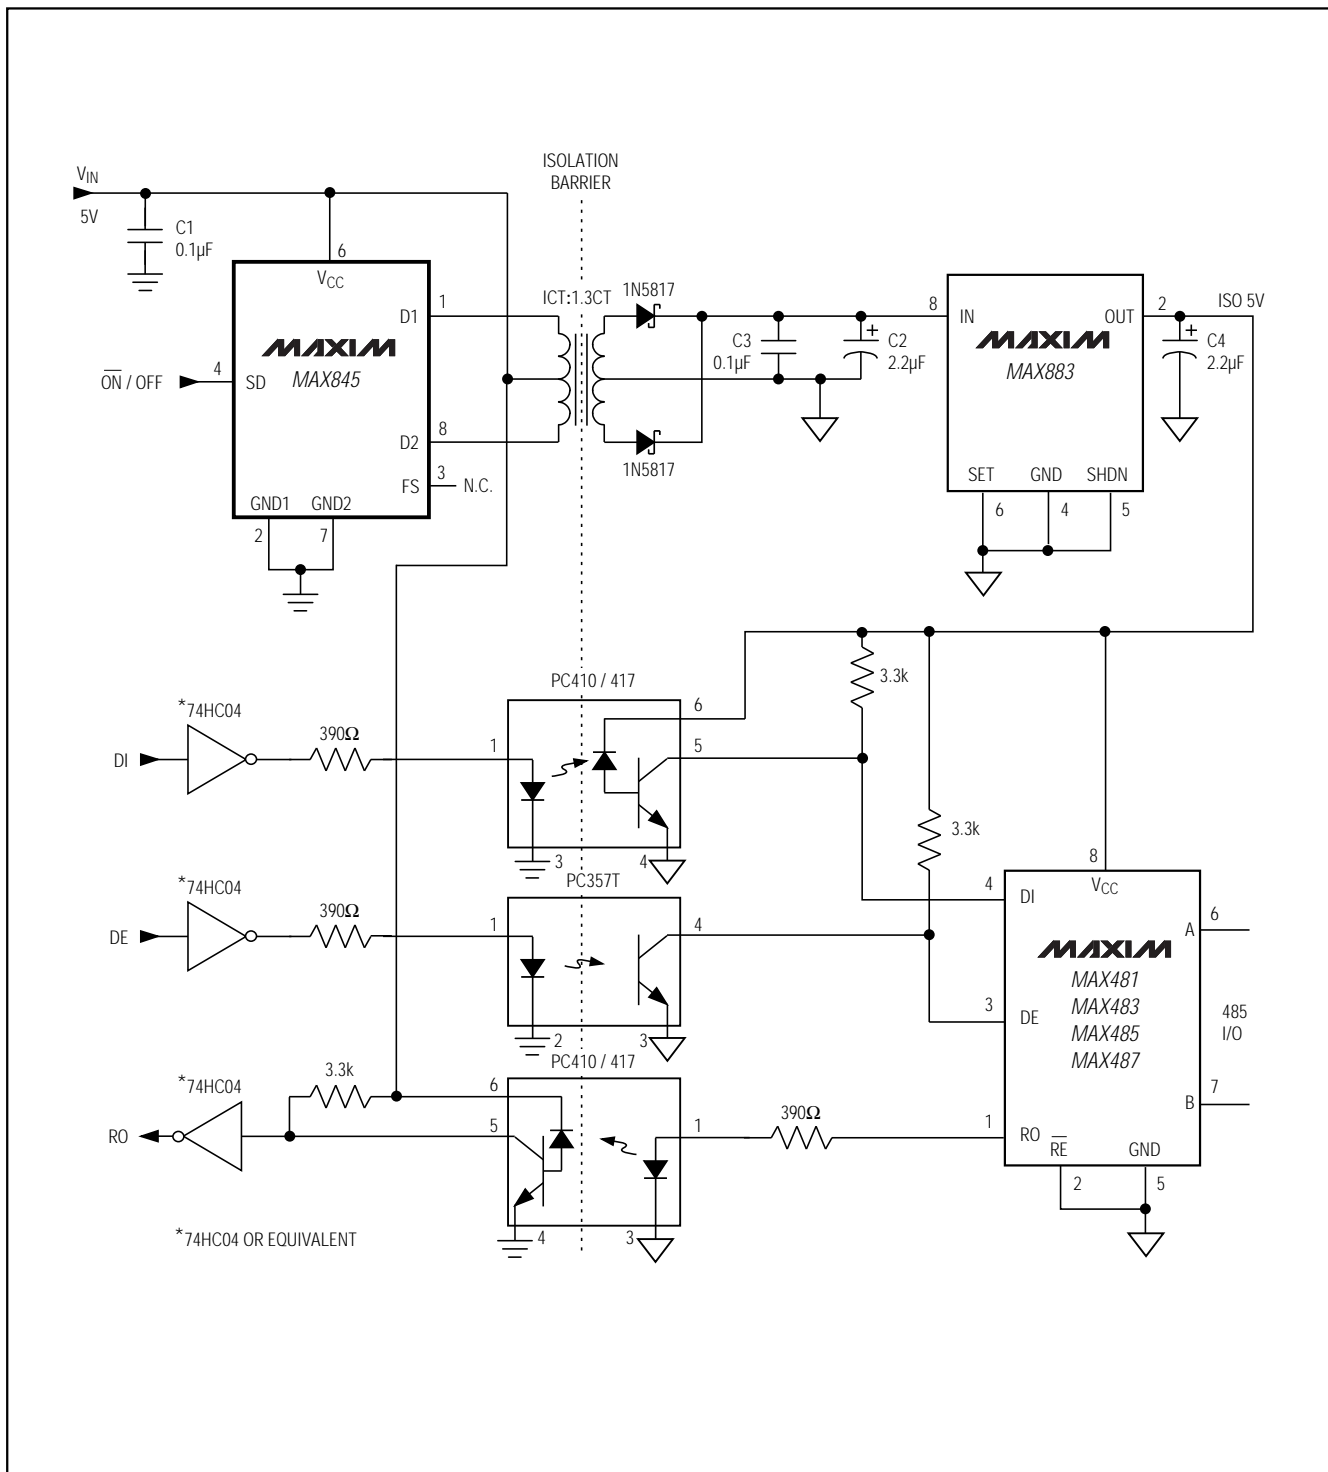 ISOLATION
BARRIER
VIN
5V
C1
0.1µF
6
VCC
1
D1
MAXIM
MAX845
ON / OFF
4
SD
8
D2
3
FS
N.C.
GND1
GND2
2
7
ICT:1.3CT
1N5817
1N5817
C3
0.1µF
+
C2
2.2µF
8
IN
OUT
2
ISO 5V
MAXIM
MAX883
+
C4
2.2µF
SET
GND
SHDN
6
4
5
3.3k
3.3k
PC410 / 417
*74HC04
DI
390Ω
1
6
5
3
4
PC357T
*74HC04
DE
390Ω
1
4
2
3
PC410 / 417
*74HC04
3.3k
RO
6
5
1
390Ω
4
3
8
VCC
4
DI
A
6
MAXIM
MAX481
MAX483
MAX485
MAX487
3
DE
485
I/O
B
7
1
RO
RE
GND
2
5
*74HC04 OR EQUIVALENT